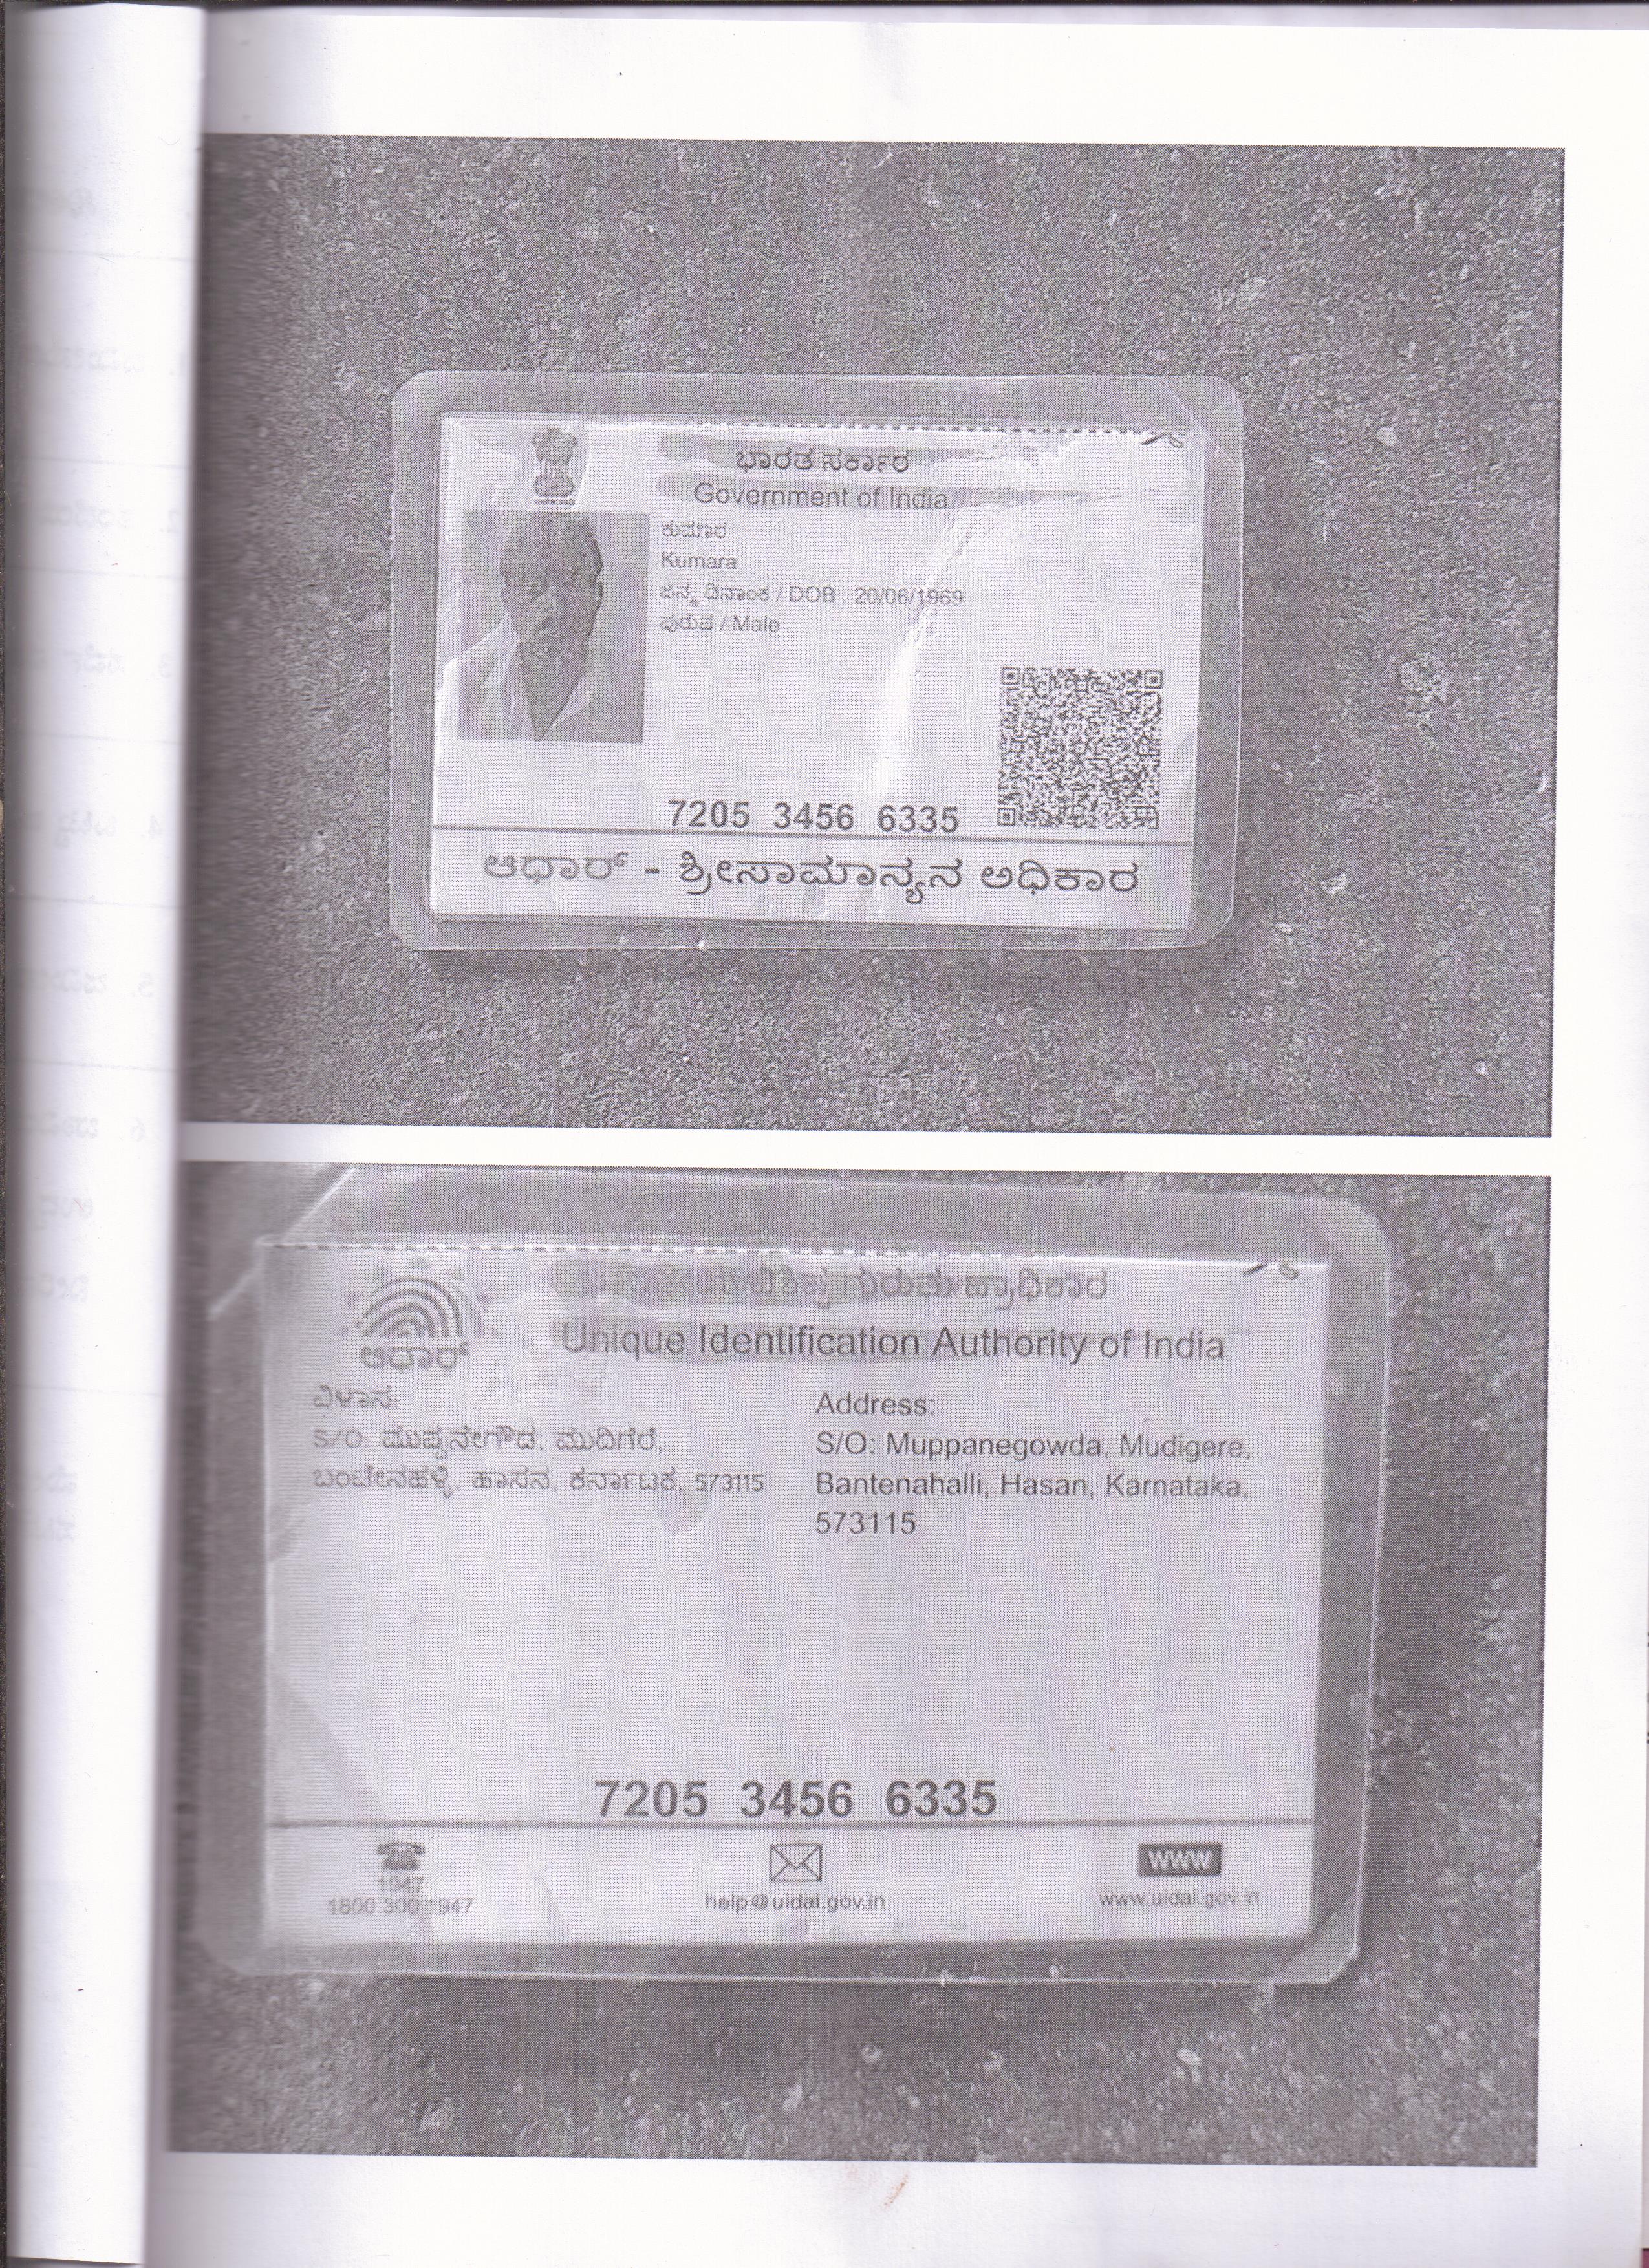 ಭಾರತ ಸರ್ಕಾರ
Government of India
ಕುಮಾರ
Kumara
ಜನ್ಮ ದಿನಾಂಕ / DOB : 20/06/1969
ಪುರುಷ / Male
7205 3456 6335
ಆಧಾರ್ - ಶ್ರೀಸಾಮಾನ್ಯನ ಅಧಿಕಾರ
ವಿಶಿಷ್ಟ ಗುರುತು ಪ್ರಾಧಿಕಾರ
Unique Identification Authority of India
ಆಧಾರ್
ವಿಳಾಸ:
S/O: ಮುಪ್ಪನೇಗೌಡ, ಮುದಿಗೆರೆ,
ಬಂಟೇನಹಳ್ಳಿ, ಹಾಸನ, ಕರ್ನಾಟಕ, 573115
Address:
S/O: Muppanegowda, Mudigere,
Bantenahalli, Hasan, Karnataka,
573115
7205 3456 6335
1947
1800 300 1947
help@uidai.gov.in
www
www.uidai.gov.in